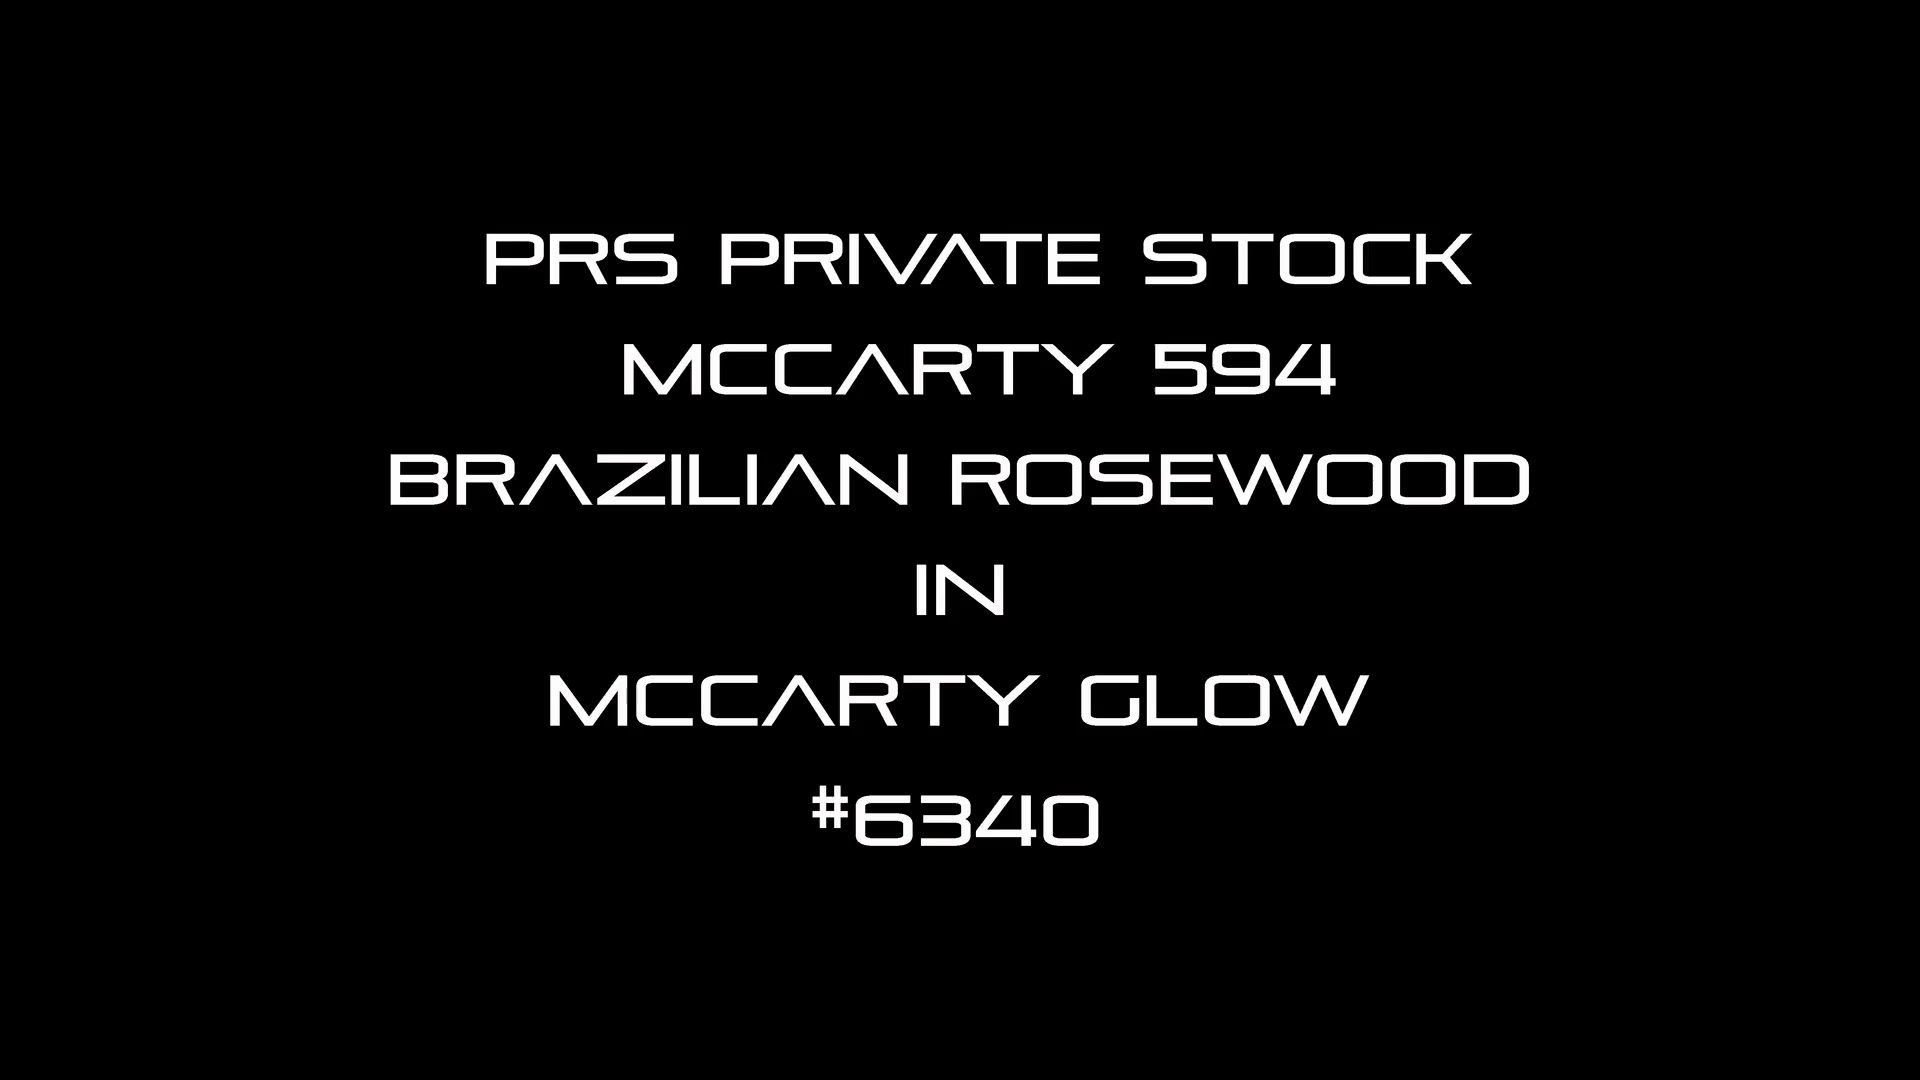 PRS PRIVATE STOCK
MCCARTY 594
BRAZILIAN ROSEWOOD
IN
MCCARTY GLOW
#6340